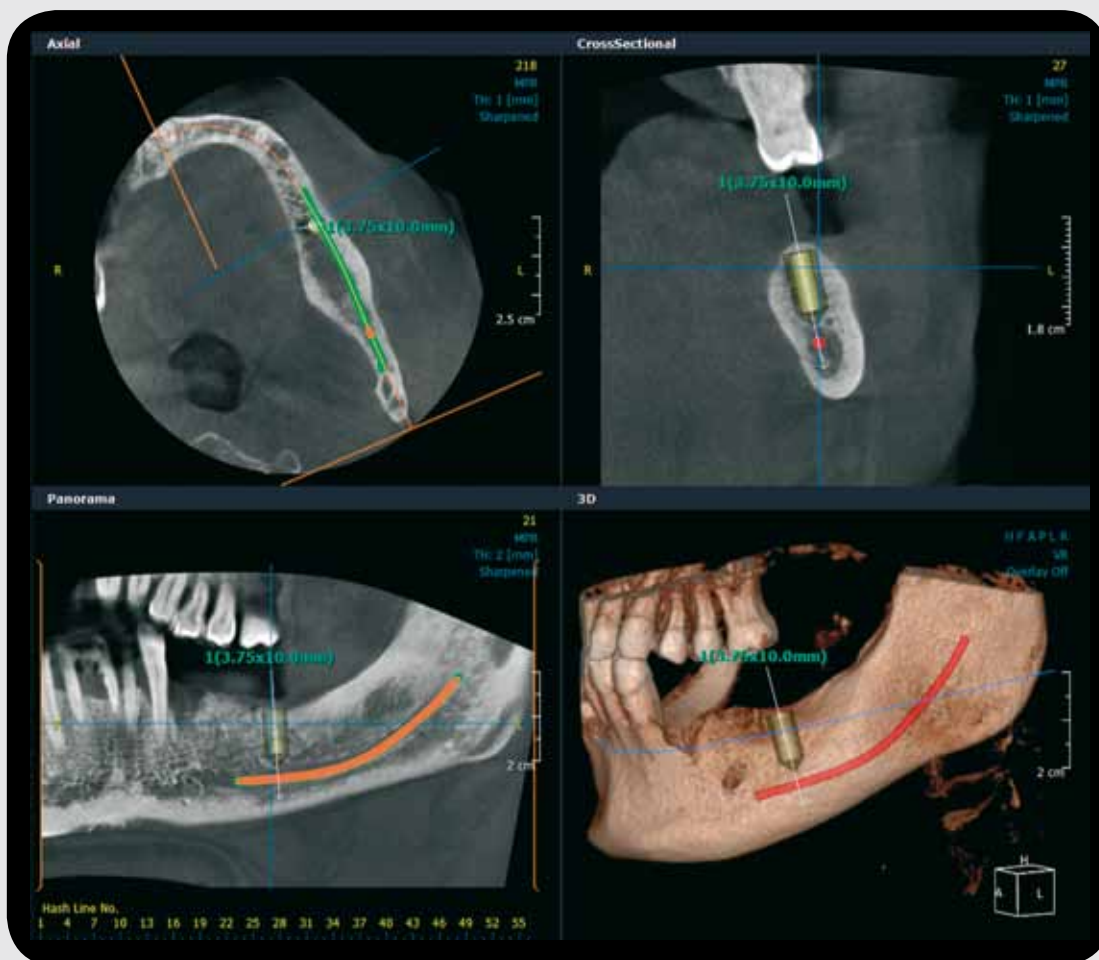 Axial
218
MPR
TH: 1 [mm]
Sharpened
1(3.75x10.0mm)
R
L
2.5 cm
CrossSectional
27
MPR
TH: 1 [mm]
Sharpened
1(3.75x10.0mm)
R
L
1.8 cm
Panorama
21
MPR
TH: 2 [mm]
Sharpened
1(3.75x10.0mm)
2 cm
Hash Line No.
1 4 7 10 13 16 19 22 25 28 31 34 37 40 43 46 49 52 55
3D
H F A P L R
VR
Overlay Off
1(3.75x10.0mm)
2 cm
H
A
L